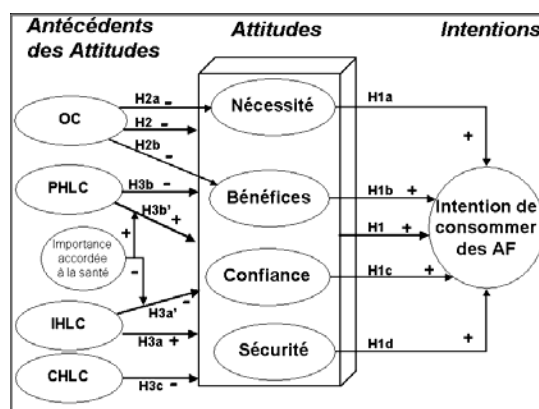 Antécédents
des Attitudes
Attitudes
Intentions
OC
H2a -
H2 -
H2b -
PHLC
H3b -
H3b' +
Importance
accordée
à la santé
+
-
IHLC
H3a' -
H3a +
CHLC
H3c -
Nécessité
Bénéfices
Confiance
Sécurité
H1a
+
H1b +
H1 +
H1c +
H1d
+
Intention de
consommer
des AF